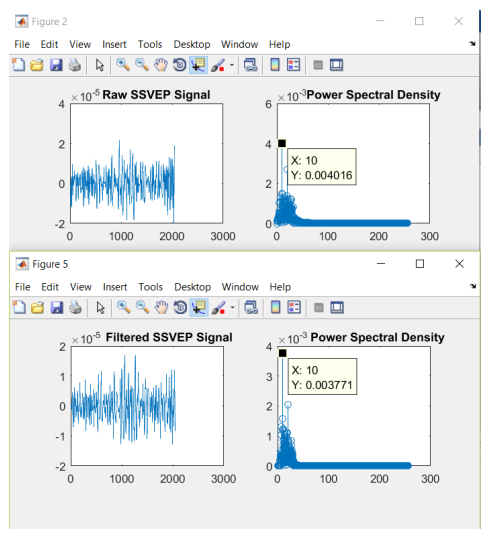 Figure 2
File Edit View Insert Tools Desktop Window Help
×10⁻⁵ Raw SSVEP Signal
4
2
0
-2
0 1000 2000 3000
×10⁻³ Power Spectral Density
6
4
2
0
X: 10
Y: 0.004016
0 100 200 300
Figure 5
File Edit View Insert Tools Desktop Window Help
×10⁻⁵ Filtered SSVEP Signal
2
1
0
-1
-2
0 1000 2000 3000
×10⁻³ Power Spectral Density
4
3
2
1
0
X: 10
Y: 0.003771
0 100 200 300